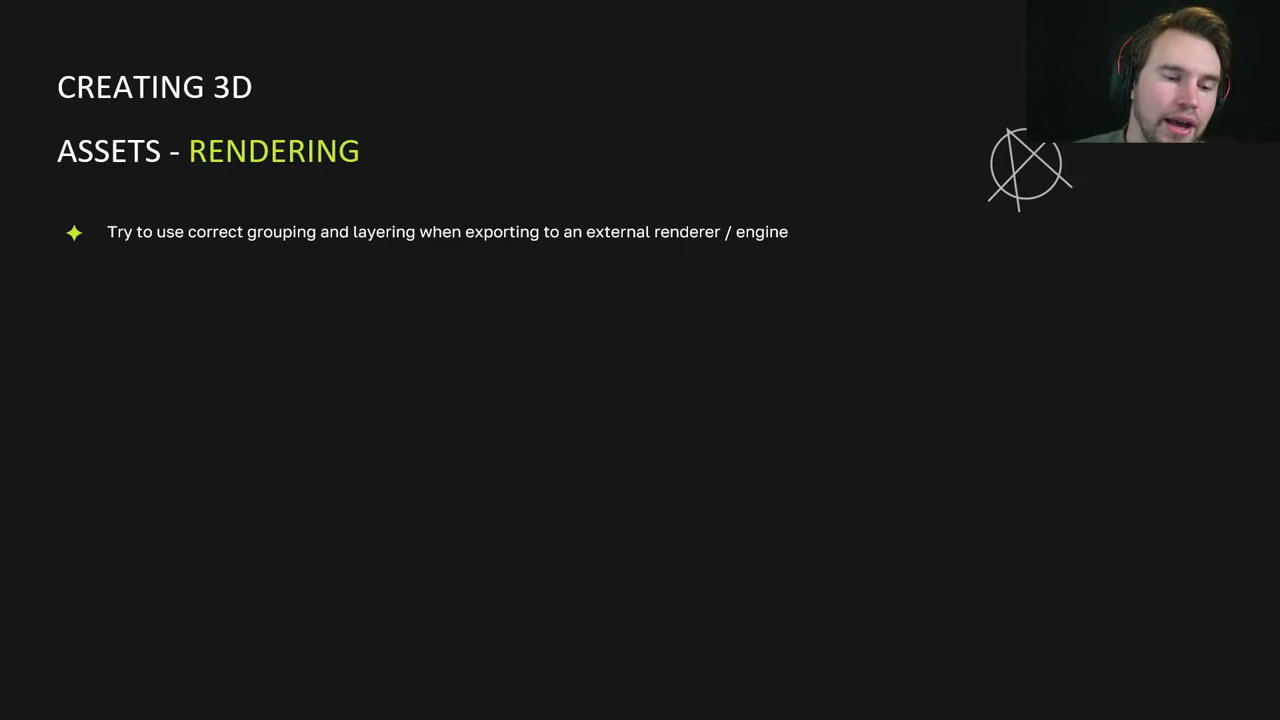 CREATING 3D
ASSETS - RENDERING
Try to use correct grouping and layering when exporting to an external renderer / engine